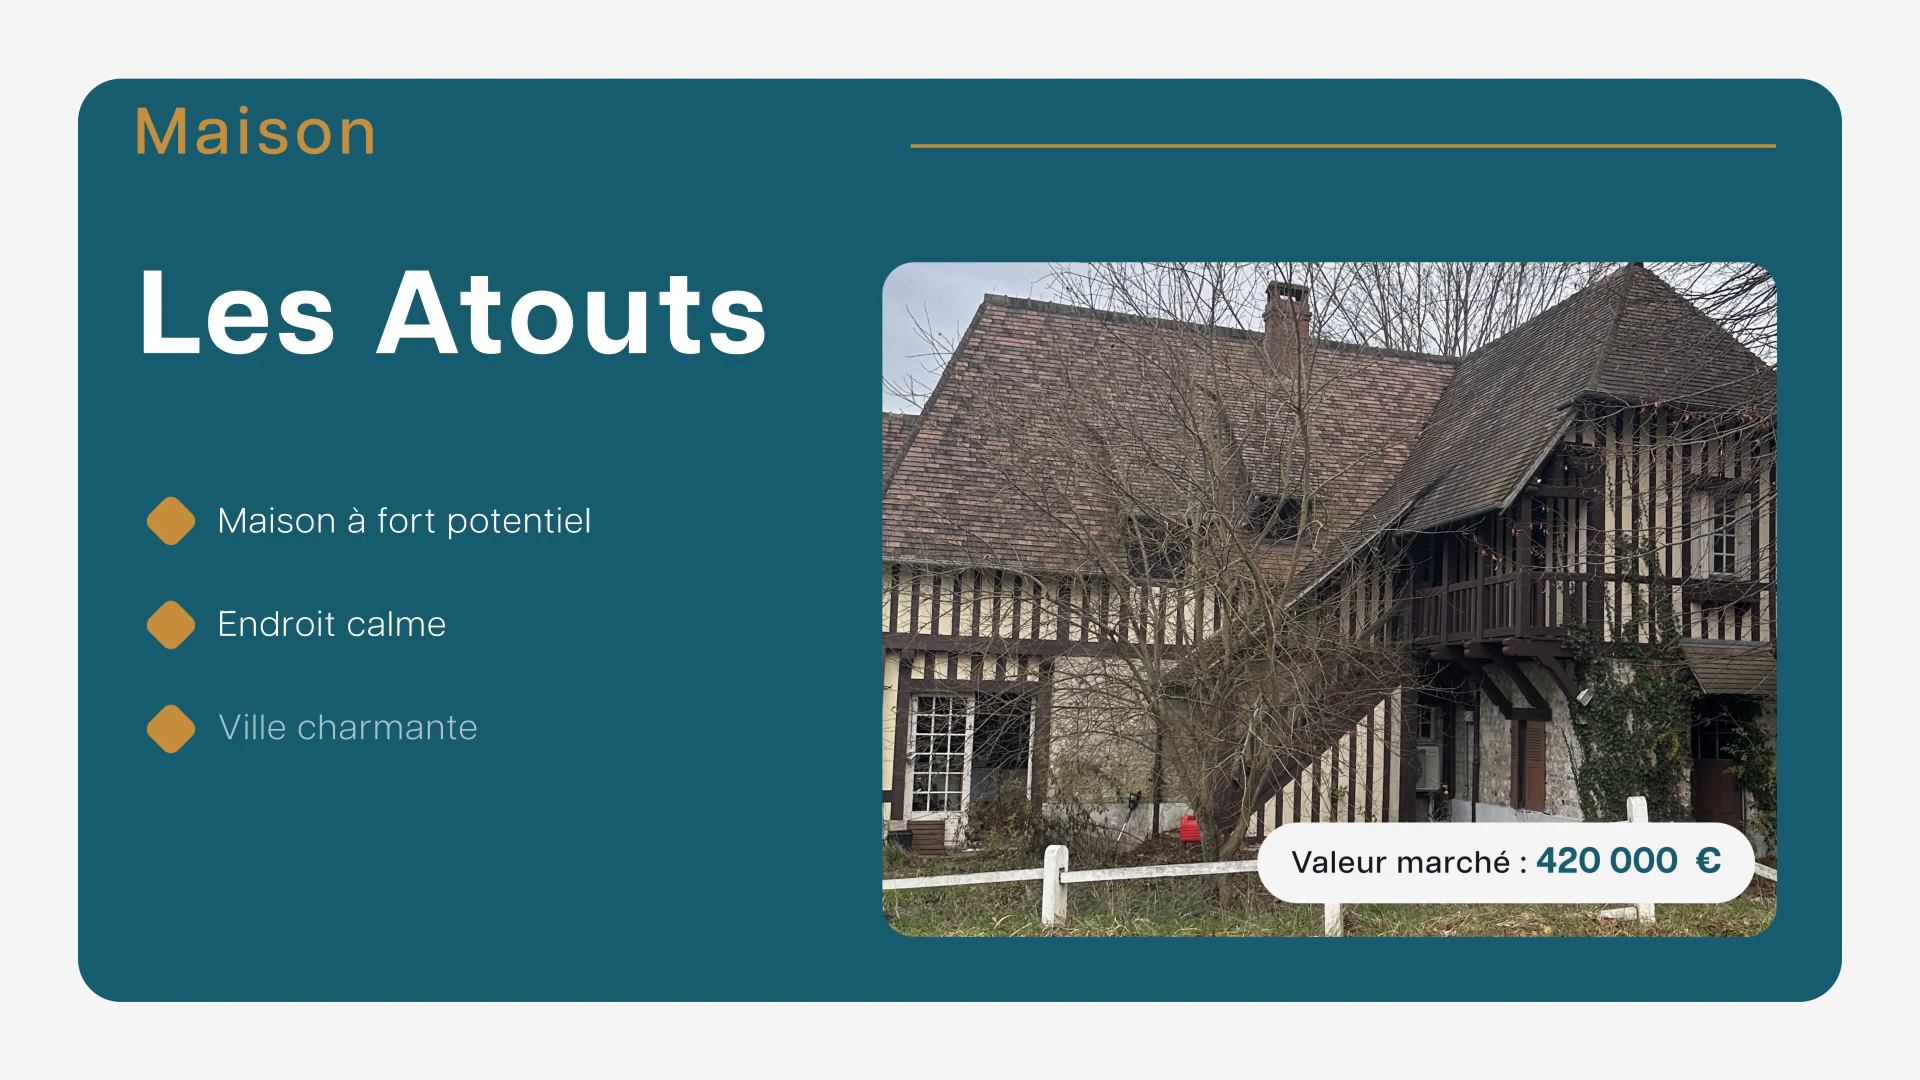 Maison
Les Atouts
Maison à fort potentiel
Endroit calme
Ville charmante
Valeur marché : 420 000 €